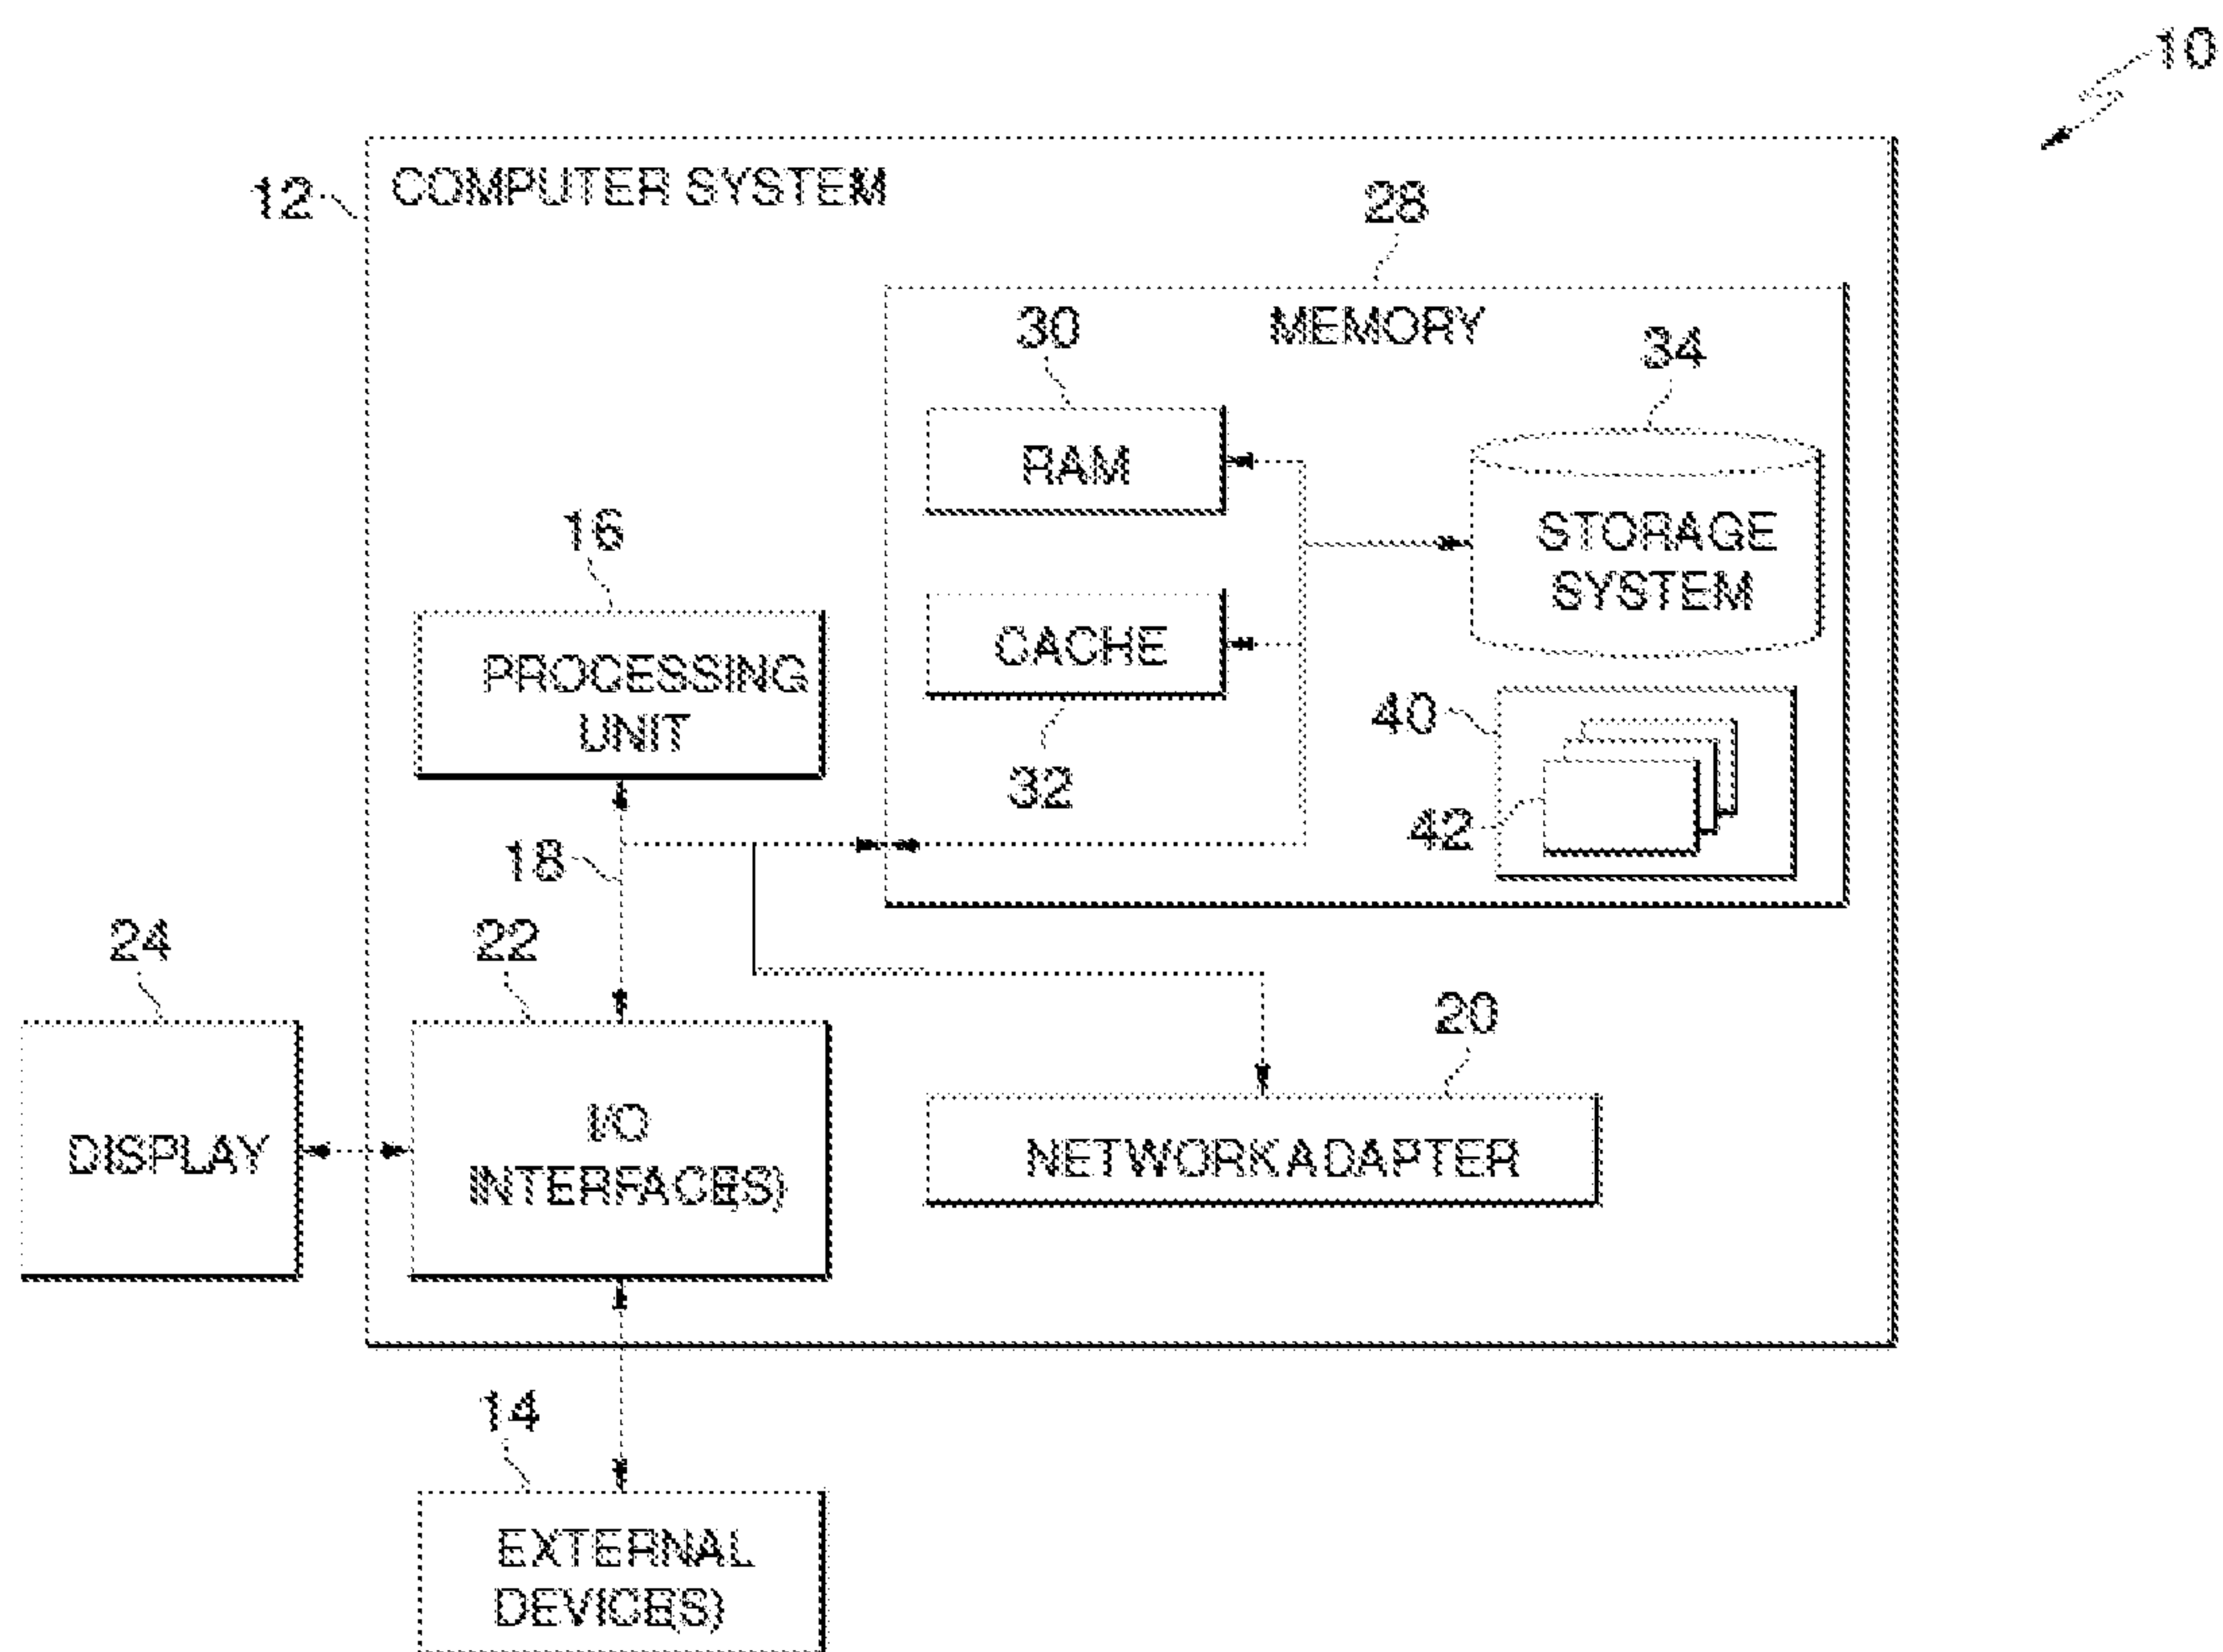 10
12
COMPUTER SYSTEM
28
MEMORY
30
34
RAM
STORAGE
SYSTEM
16
PROCESSING
UNIT
CACHE
32
40
42
18
24
22
20
DISPLAY
I/O
INTERFACE(S)
NETWORK ADAPTER
14
EXTERNAL
DEVICE(S)